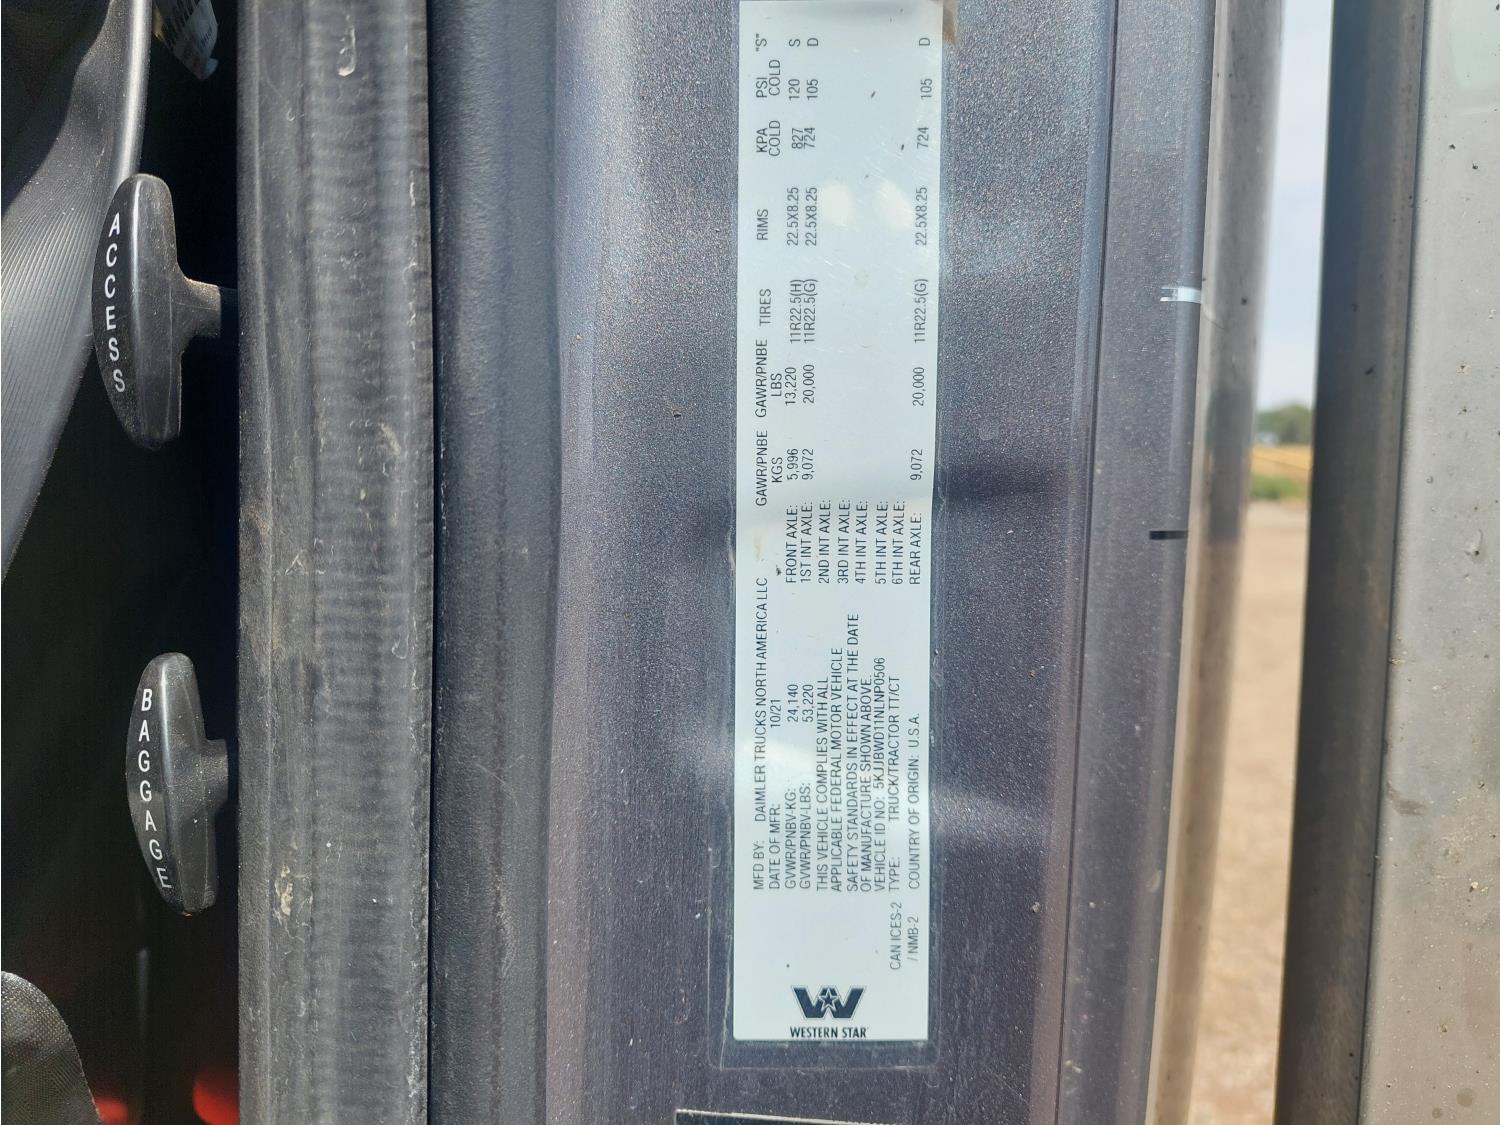 ACCESS
BAGGAGE
WESTERN STAR
CAN ICES-2
/ NMB-2
MFD BY: DAIMLER TRUCKS NORTH AMERICA LLC
DATE OF MFR: 10/21
GVWR/PNBV-KG: 24,140
GVWR/PNBV-LBS: 53,220
THIS VEHICLE COMPLIES WITH ALL
APPLICABLE FEDERAL MOTOR VEHICLE
SAFETY STANDARDS IN EFFECT AT THE DATE
OF MANUFACTURE SHOWN ABOVE.
VEHICLE ID NO: 5KJJBWD11NLNP0506
TYPE: TRUCK/TRACTOR TTT/CT
COUNTRY OF ORIGIN: U.S.A.
GAWR/PNBE GAWR/PNBE TIRES RIMS KPA PSI "S"
KGS LBS COLD COLD
FRONT AXLE: 5,996 13,220 11R22.5(H) 22.5X8.25 827 120 S
1ST INT AXLE: 9,072 20,000 11R22.5(G) 22.5X8.25 724 105 D
2ND INT AXLE:
3RD INT AXLE:
4TH INT AXLE:
5TH INT AXLE:
6TH INT AXLE:
REAR AXLE: 9,072 20,000 11R22.5(G) 22.5X8.25 724 105 D